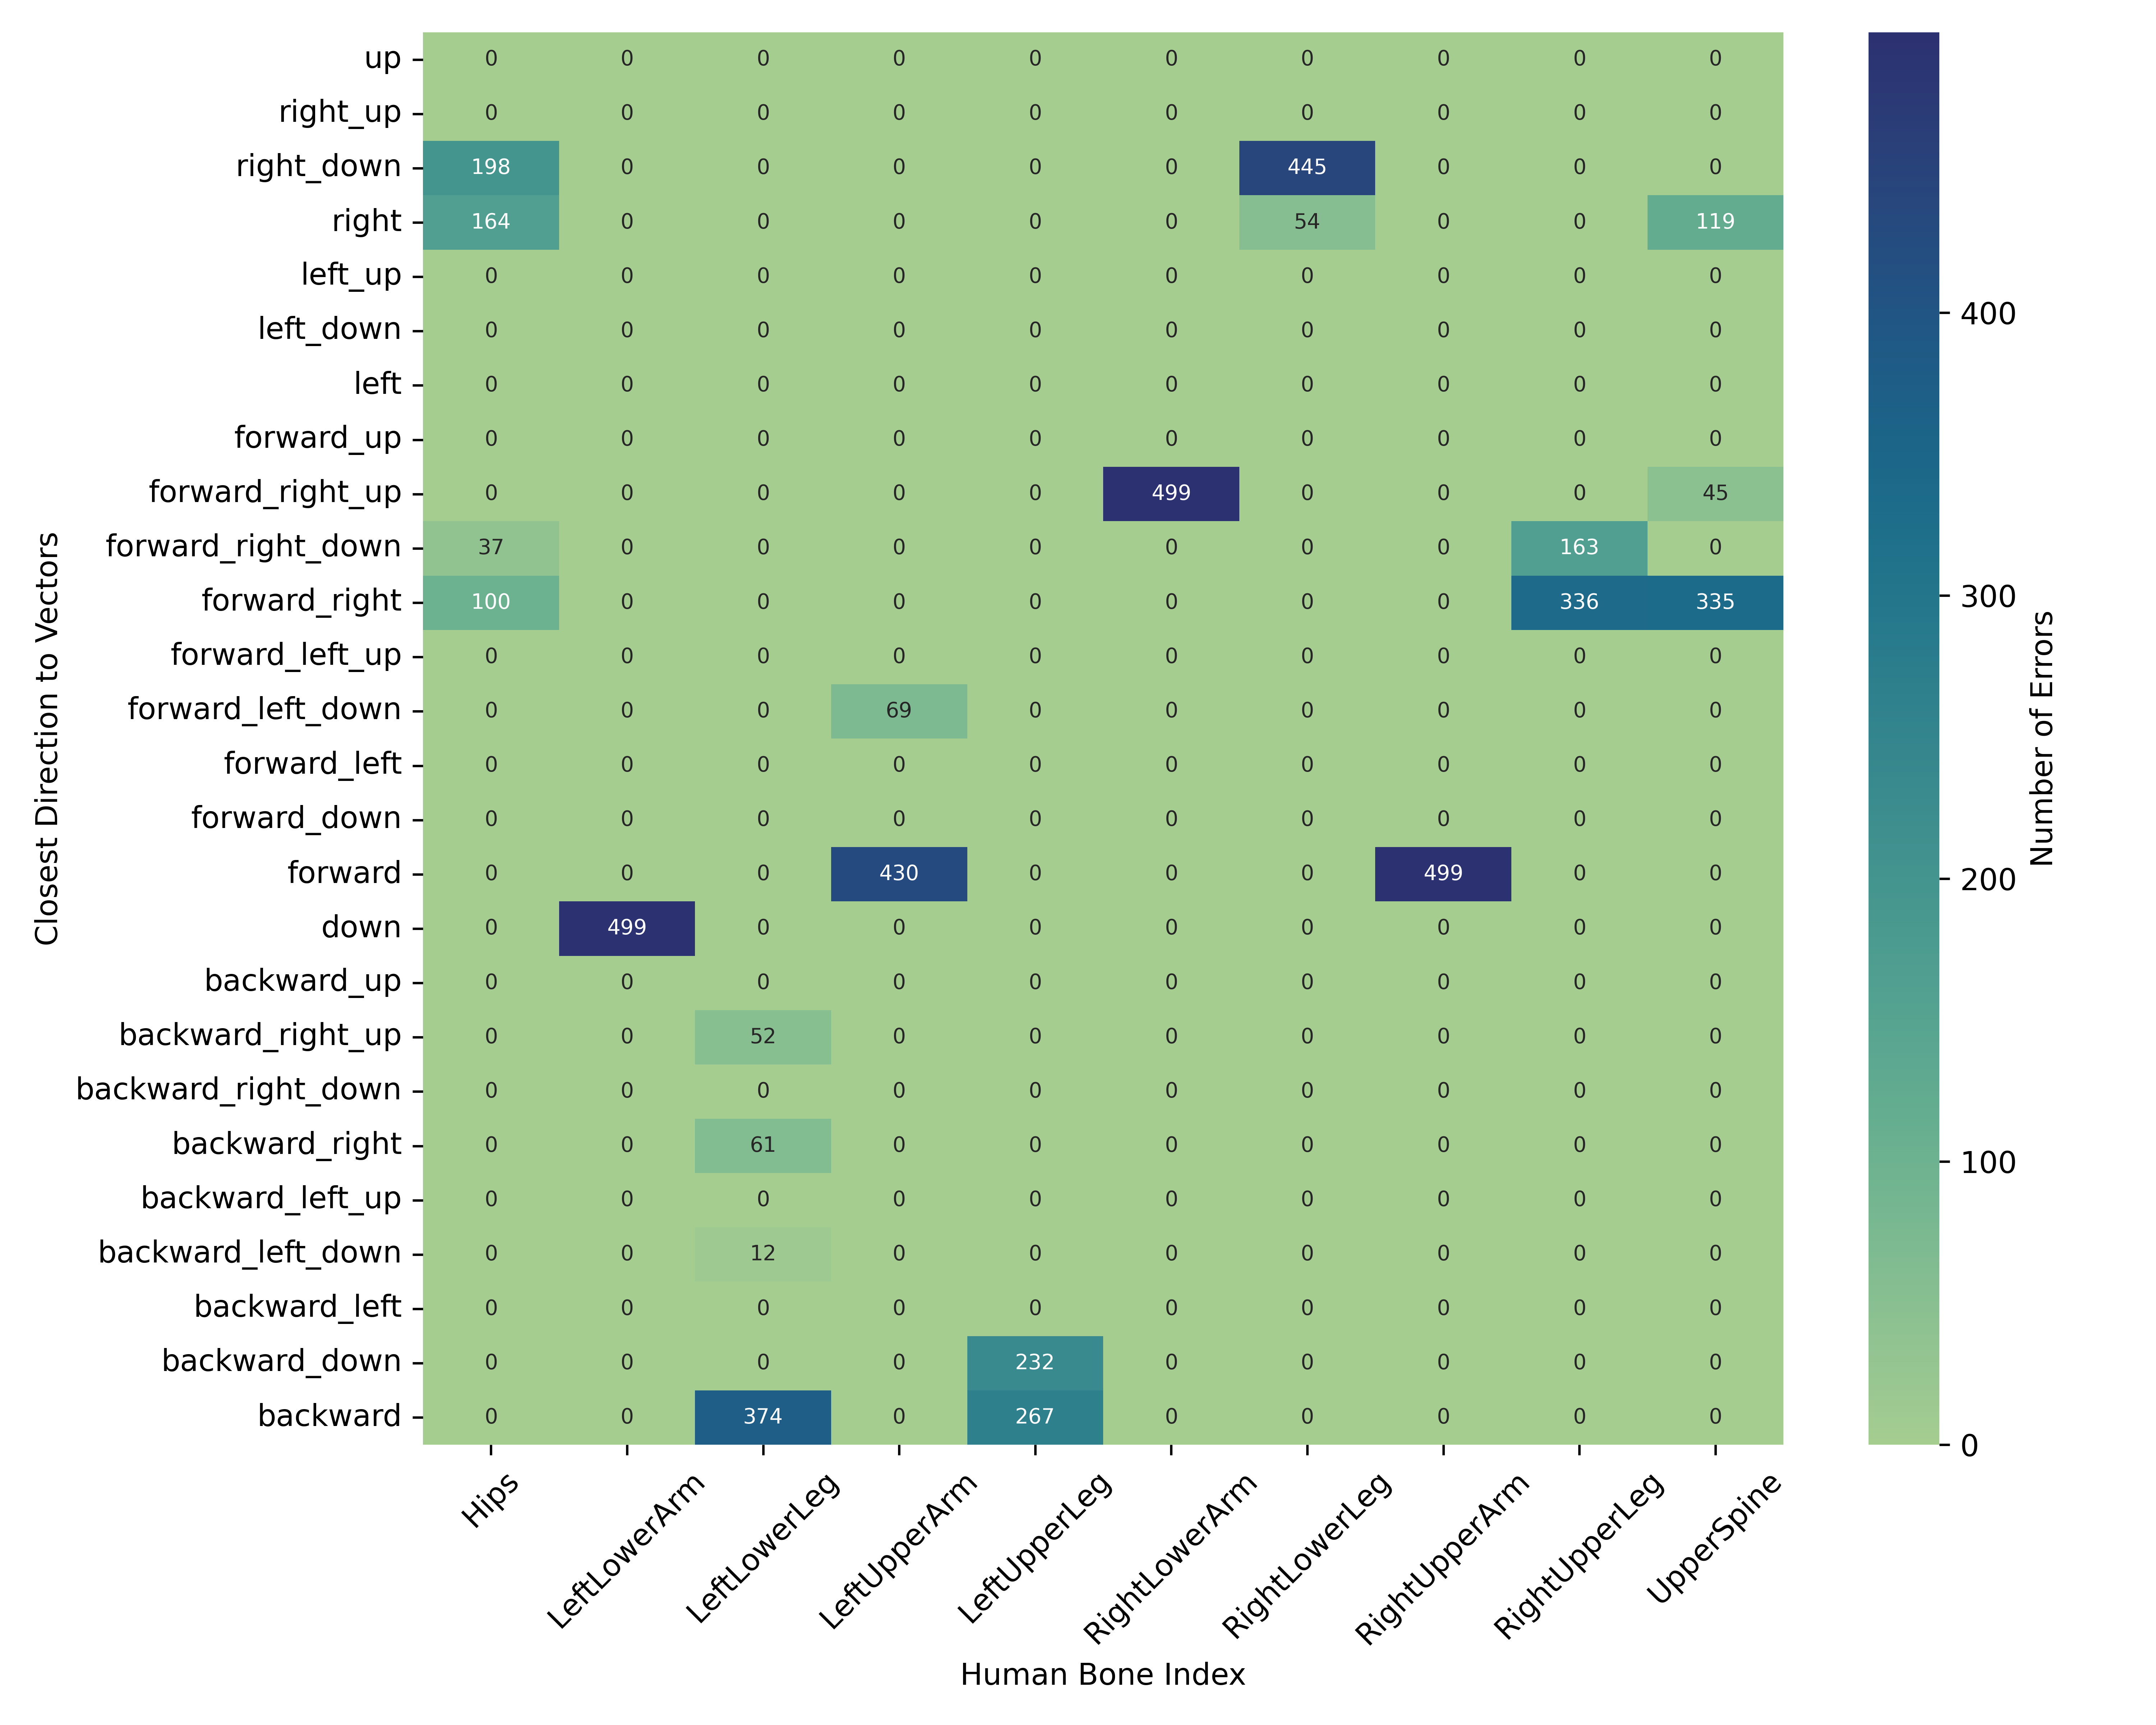 up 0 0 0 0 0 0 0 0 0 0
right_up 0 0 0 0 0 0 0 0 0 0
right_down 198 0 0 0 0 0 445 0 0 0
right 164 0 0 0 0 0 54 0 0 119
left_up 0 0 0 0 0 0 0 0 0 0
left_down 0 0 0 0 0 0 0 0 0 0
left 0 0 0 0 0 0 0 0 0 0
forward_up 0 0 0 0 0 0 0 0 0 0
forward_right_up 0 0 0 0 0 499 0 0 0 45
forward_right_down 37 0 0 0 0 0 0 0 163 0
forward_right 100 0 0 0 0 0 0 0 336 335
forward_left_up 0 0 0 0 0 0 0 0 0 0
forward_left_down 0 0 0 69 0 0 0 0 0 0
forward_left 0 0 0 0 0 0 0 0 0 0
forward_down 0 0 0 0 0 0 0 0 0 0
forward 0 0 0 430 0 0 0 499 0 0
down 0 499 0 0 0 0 0 0 0 0
backward_up 0 0 0 0 0 0 0 0 0 0
backward_right_up 0 0 52 0 0 0 0 0 0 0
backward_right_down 0 0 0 0 0 0 0 0 0 0
backward_right 0 0 61 0 0 0 0 0 0 0
backward_left_up 0 0 0 0 0 0 0 0 0 0
backward_left_down 0 0 12 0 0 0 0 0 0 0
backward_left 0 0 0 0 0 0 0 0 0 0
backward_down 0 0 0 0 232 0 0 0 0 0
backward 0 0 374 0 267 0 0 0 0 0
Hips LeftLowerArm LeftLowerLeg LeftUpperArm LeftUpperLeg RightLowerArm RightLowerLeg RightUpperArm RightUpperLeg UpperSpine
Human Bone Index
Closest Direction to Vectors
400
300
200
100
0
Number of Errors